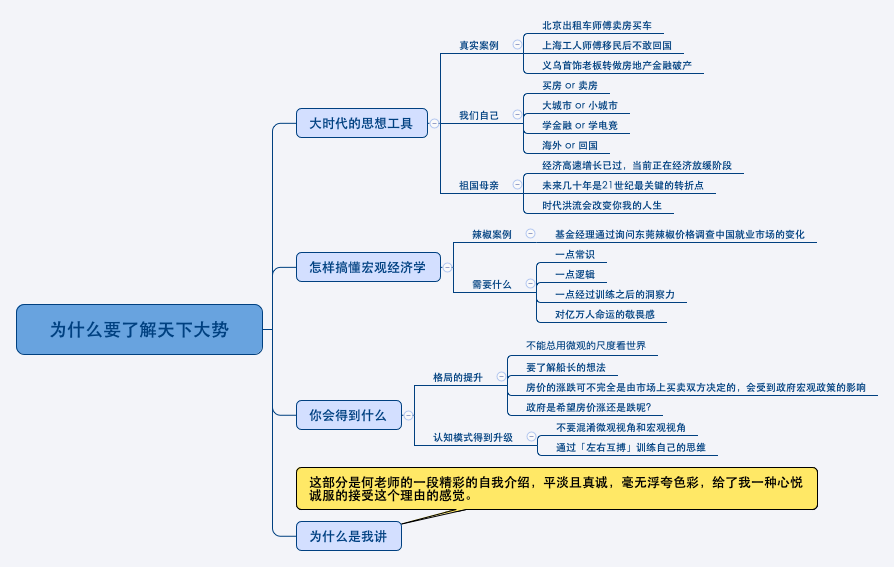 为什么要了解天下大势
大时代的思想工具
真实案例
北京出租车师傅卖房买车
上海工人师傅移民后不敢回国
义乌首饰老板转做房地产金融破产
我们自己
买房 or 卖房
大城市 or 小城市
学金融 or 学电竞
海外 or 回国
祖国母亲
经济高速增长已过，当前正在经济放缓阶段
未来几十年是21世纪最关键的转折点
时代洪流会改变你我的人生
怎样搞懂宏观经济学
辣椒案例
基金经理通过询问东莞辣椒价格调查中国就业市场的变化
需要什么
一点常识
一点逻辑
一点经过训练之后的洞察力
对亿万人命运的敬畏感
你会得到什么
格局的提升
不能总用微观的尺度看世界
要了解船长的想法
房价的涨跌可不完全是由市场上买卖双方决定的，会受到政府宏观政策的影响
政府是希望房价涨还是跌呢？
认知模式得到升级
不要混淆微观视角和宏观视角
通过「左右互搏」训练自己的思维
这部分是何老师的一段精彩的自我介绍，平淡且真诚，毫无浮夸色彩，给了我一种心悦
诚服的接受这个理由的感觉。
为什么是我讲